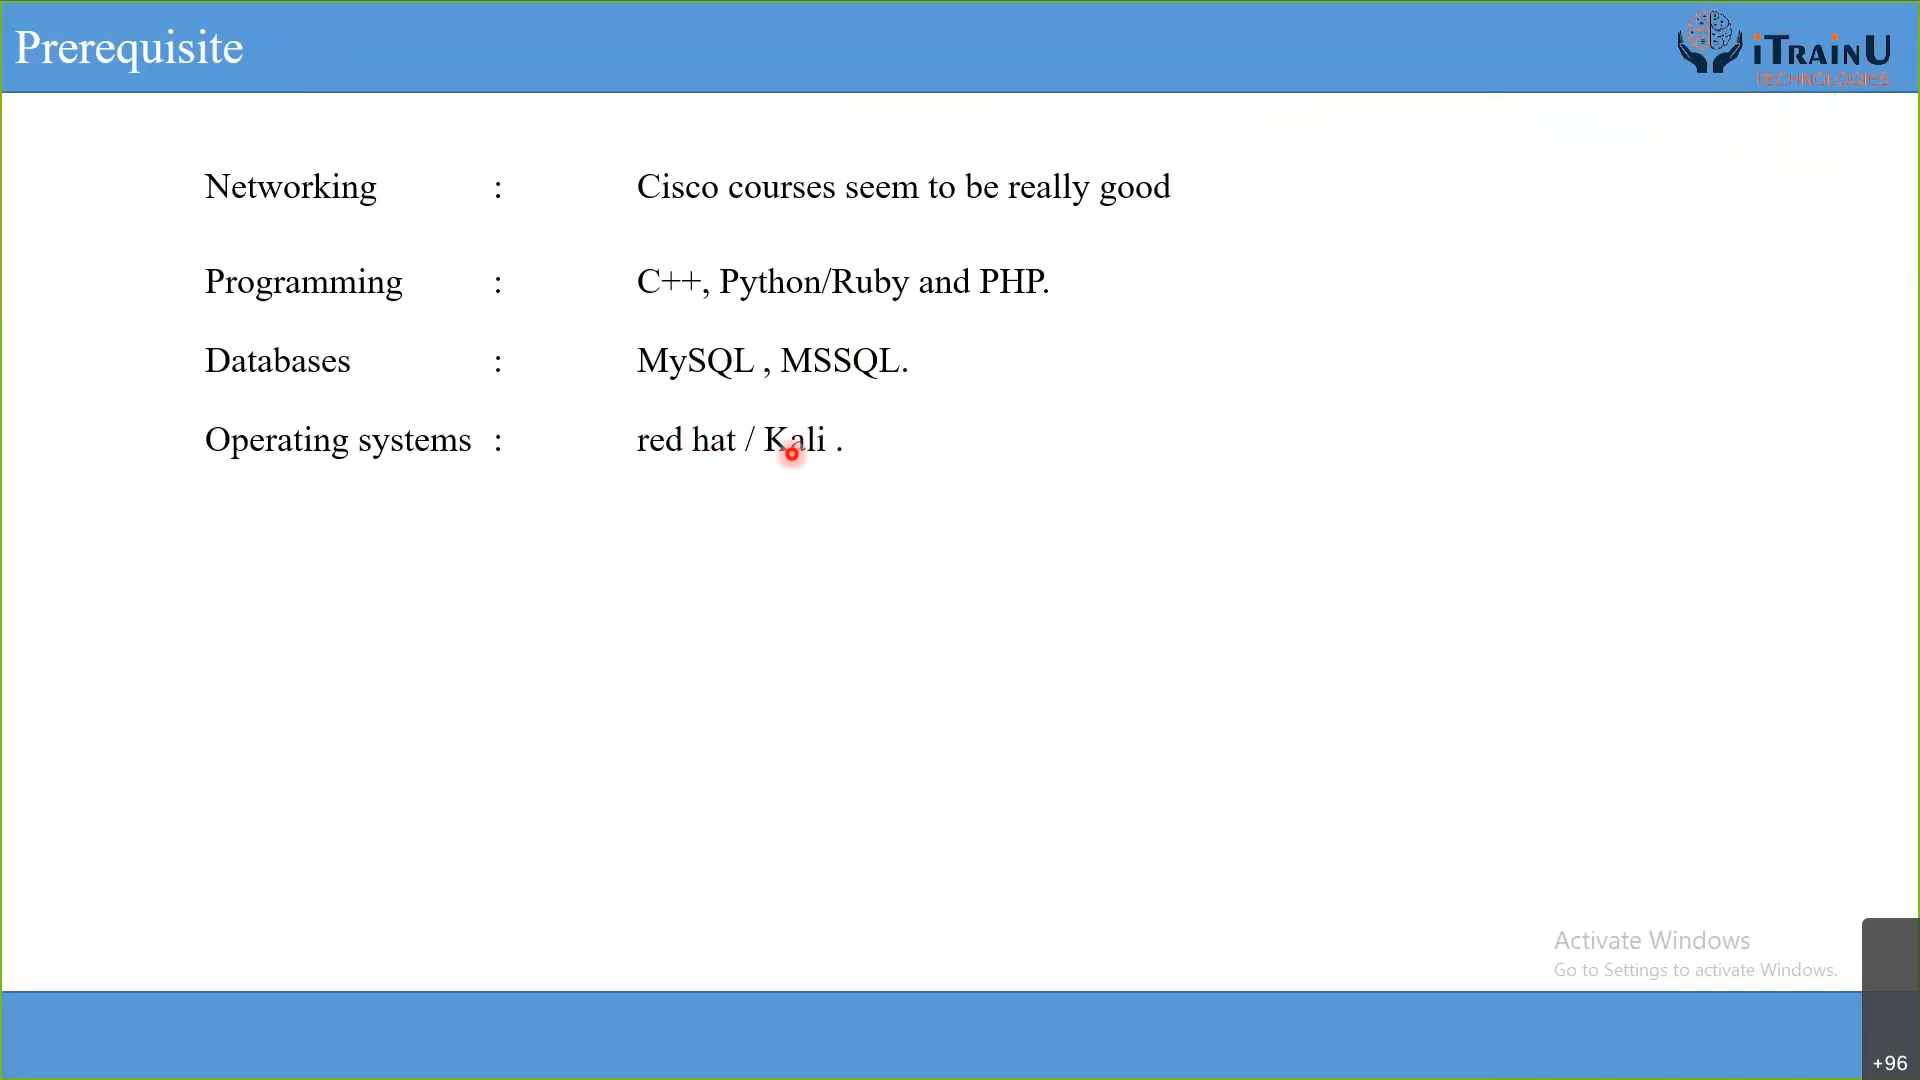 Prerequisite
iTRAINU
TECHNOLOGIES
Networking : Cisco courses seem to be really good
Programming : C++, Python/Ruby and PHP.
Databases : MySQL , MSSQL.
Operating systems : red hat / Kali .
Activate Windows
Go to Settings to activate Windows.
+96